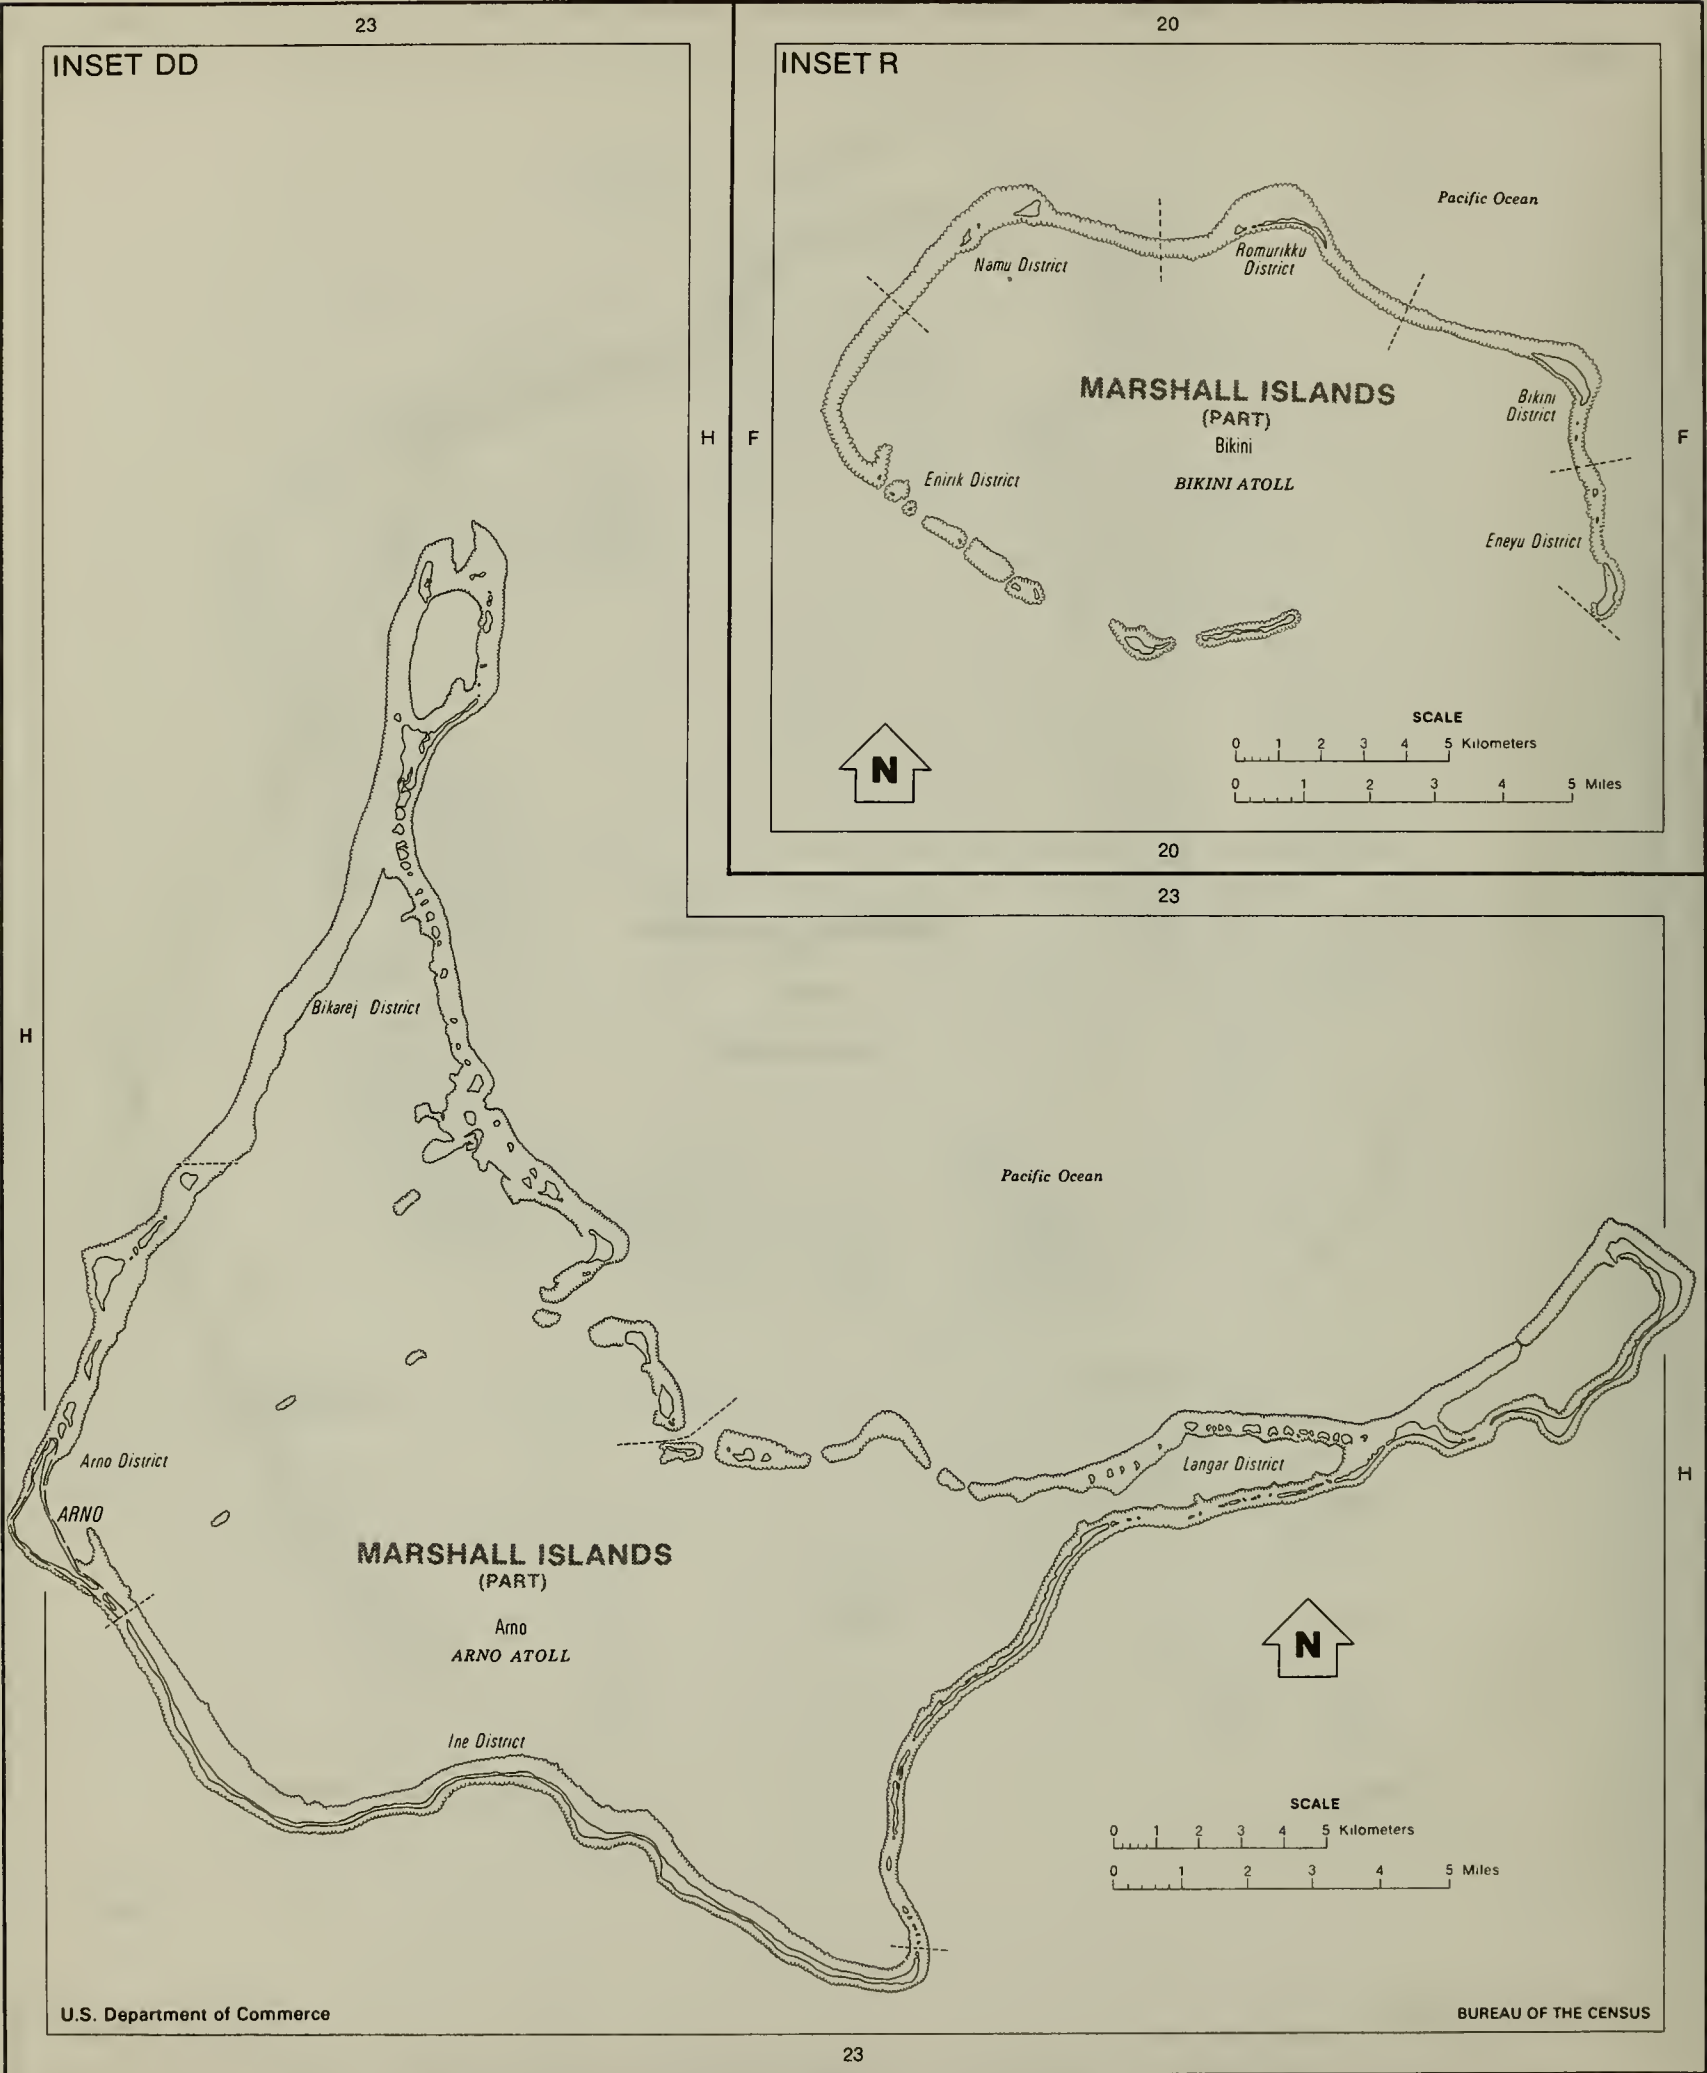 23
INSET DD
H
H
Bikarej District
Pacific Ocean
Arno District
ARNO
Langar District
H
MARSHALL ISLANDS
(PART)
Arno
ARNO ATOLL
N
Ine District
SCALE
0 1 2 3 4 5 Kilometers
0 1 2 3 4 5 Miles
U.S. Department of Commerce
BUREAU OF THE CENSUS
23
23
20
INSET R
Pacific Ocean
Namu District
Romurikku
District
MARSHALL ISLANDS
(PART)
Bikini
BIKINI ATOLL
Bikini
District
F
F
Enirik District
Eneyu District
N
SCALE
0 1 2 3 4 5 Kilometers
0 1 2 3 4 5 Miles
20